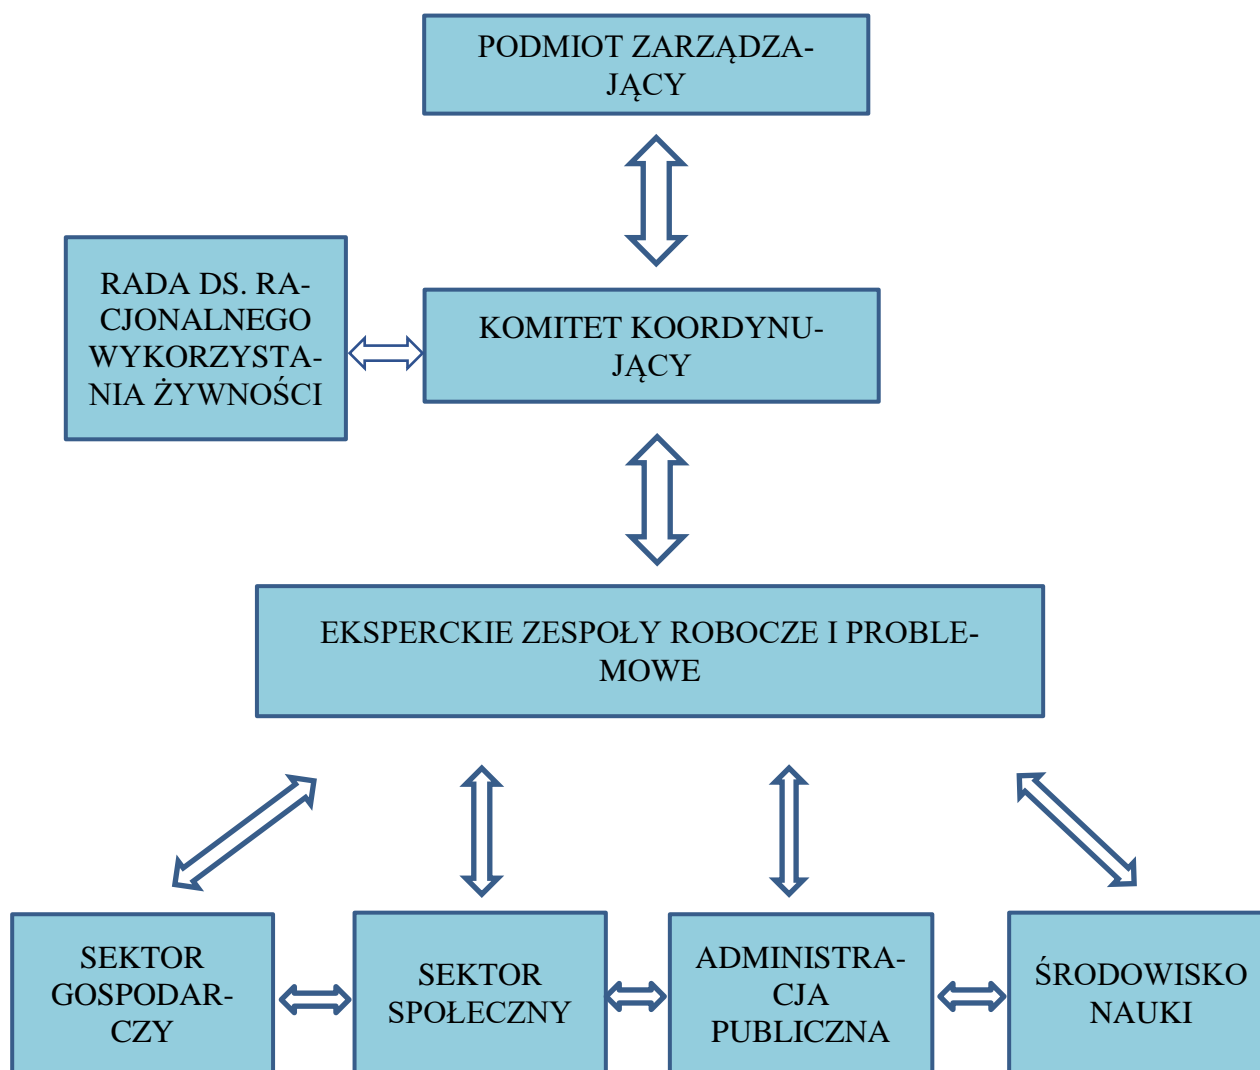 PODMIOT ZARZĄDZA-
JĄCY
RADA DS. RA-
CJONALNEGO
WYKORZYSTA-
NIA ŻYWNOŚCI
KOMITET KOORDYNU-
JĄCY
EKSPERCKIE ZESPOŁY ROBOCZE I PROBLE-
MOWE
SEKTOR
GOSPODAR-
CZY
SEKTOR
SPOŁECZNY
ADMINISTRA-
CJA
PUBLICZNA
ŚRODOWISKO
NAUKI